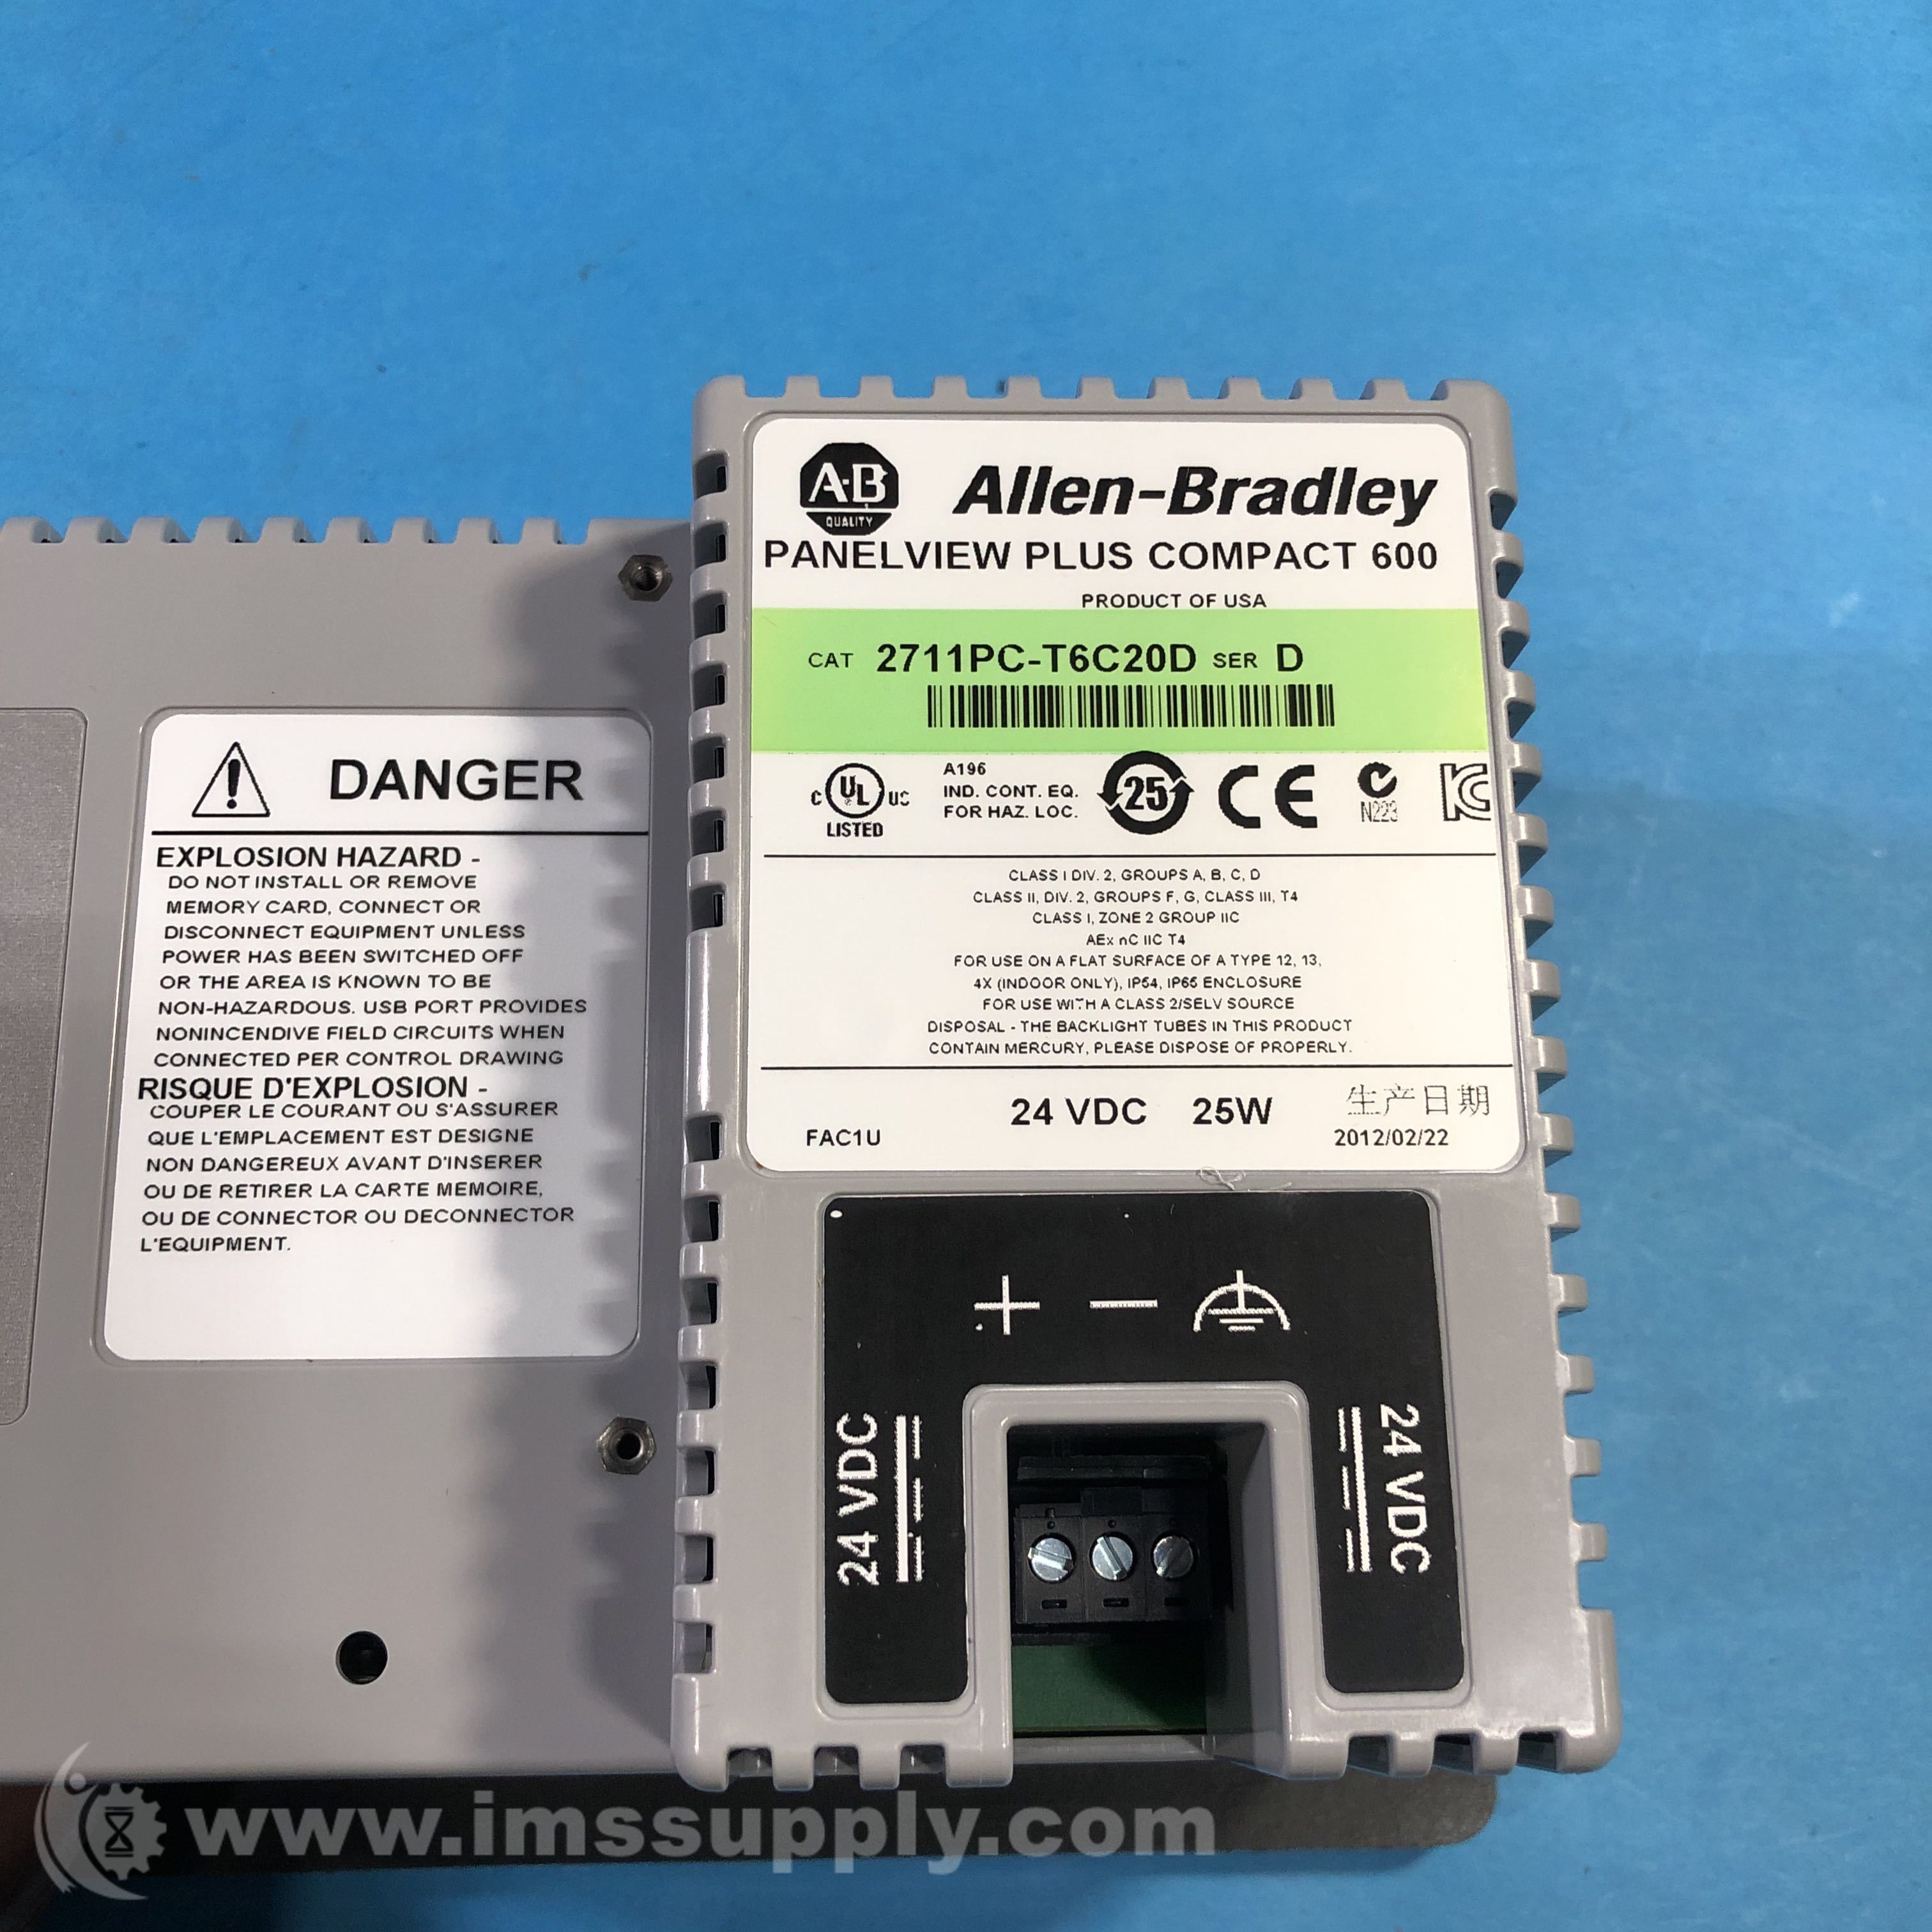 A-B
QUALITY
Allen-Bradley
PANELVIEW PLUS COMPACT 600
PRODUCT OF USA
CAT 2711PC-T6C20D SER D
C UL US
LISTED
A196
IND. CONT. EQ.
FOR HAZ. LOC.
25
CE
N223
KC
CLASS I DIV. 2, GROUPS A, B, C, D
CLASS II, DIV. 2, GROUPS F, G, CLASS III, T4
CLASS I, ZONE 2 GROUP IIC
AEx nC IIC T4
FOR USE ON A FLAT SURFACE OF A TYPE 12, 13,
4X (INDOOR ONLY), IP54, IP65 ENCLOSURE
FOR USE WITH A CLASS 2/SELV SOURCE
DISPOSAL - THE BACKLIGHT TUBES IN THIS PRODUCT
CONTAIN MERCURY, PLEASE DISPOSE OF PROPERLY.
24 VDC 25W
生产日期
FAC1U
2012/02/22
+ −
24 VDC
24 VDC
DANGER
EXPLOSION HAZARD -
DO NOT INSTALL OR REMOVE
MEMORY CARD, CONNECT OR
DISCONNECT EQUIPMENT UNLESS
POWER HAS BEEN SWITCHED OFF
OR THE AREA IS KNOWN TO BE
NON-HAZARDOUS. USB PORT PROVIDES
NONINCENDIVE FIELD CIRCUITS WHEN
CONNECTED PER CONTROL DRAWING
RISQUE D'EXPLOSION -
COUPER LE COURANT OU S'ASSURER
QUE L'EMPLACEMENT EST DESIGNE
NON DANGEREUX AVANT D'INSERER
OU DE RETIRER LA CARTE MEMOIRE,
OU DE CONNECTOR OU DECONNECTOR
L'EQUIPMENT.
www.imssupply.com